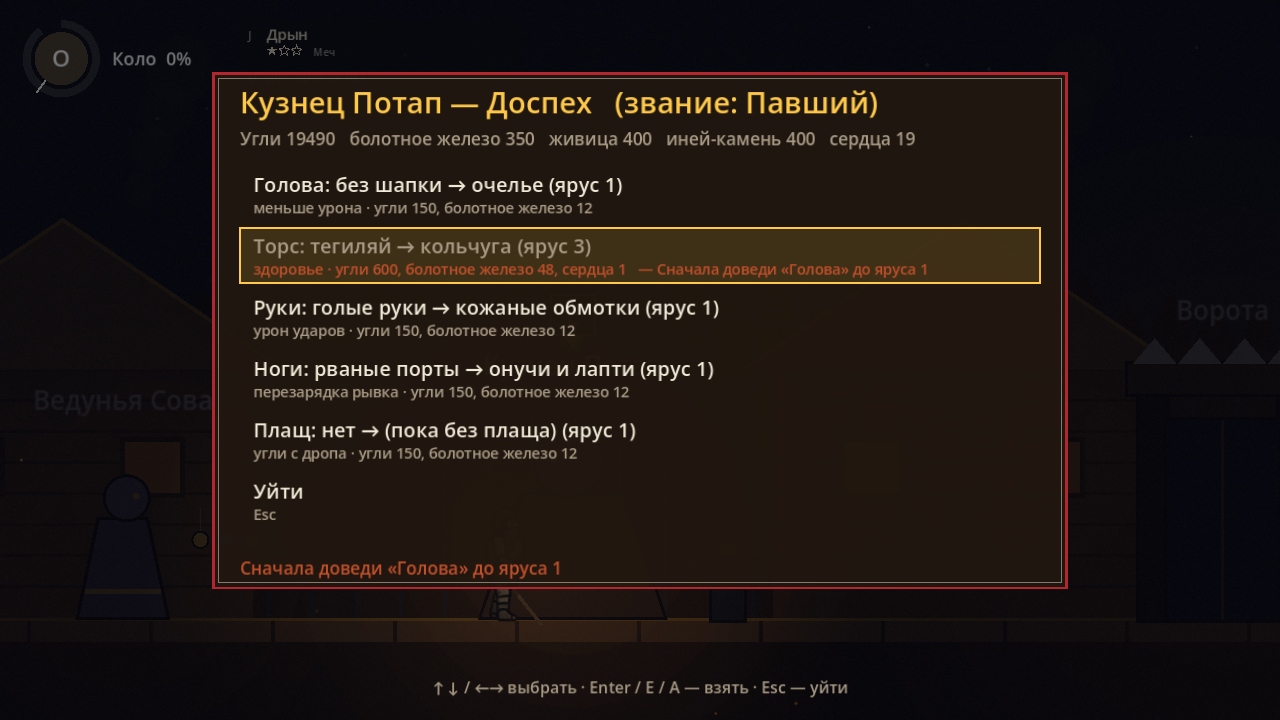 О
Коло 0%
J Дрын
★☆☆ Меч
Кузнец Потап — Доспех (звание: Павший)
Угли 19490 болотное железо 350 живица 400 иней-камень 400 сердца 19
Голова: без шапки → очелье (ярус 1)
меньше урона · угли 150, болотное железо 12
Торс: тегиляй → кольчуга (ярус 3)
здоровье · угли 600, болотное железо 48, сердца 1 — Сначала доведи «Голова» до яруса 1
Руки: голые руки → кожаные обмотки (ярус 1)
урон ударов · угли 150, болотное железо 12
Ворота
Ноги: рваные порты → онучи и лапти (ярус 1)
перезарядка рывка · угли 150, болотное железо 12
Ведунья Сова
Плащ: нет → (пока без плаща) (ярус 1)
угли с дропа · угли 150, болотное железо 12
Уйти
Esc
Сначала доведи «Голова» до яруса 1
↑↓ / ←→ выбрать · Enter / E / A — взять · Esc — уйти